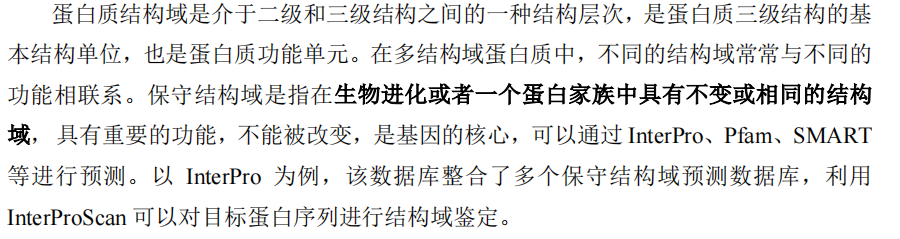 蛋白质结构域是介于二级和三级结构之间的一种结构层次，是蛋白质三级结构的基
本结构单位，也是蛋白质功能单元。在多结构域蛋白质中，不同的结构域常常与不同的
功能相联系。保守结构域是指在生物进化或者一个蛋白家族中具有不变或相同的结构
域， 具有重要的功能，不能被改变，是基因的核心，可以通过 InterPro、Pfam、SMART
等进行预测。以 InterPro 为例，该数据库整合了多个保守结构域预测数据库，利用
InterProScan 可以对目标蛋白序列进行结构域鉴定。